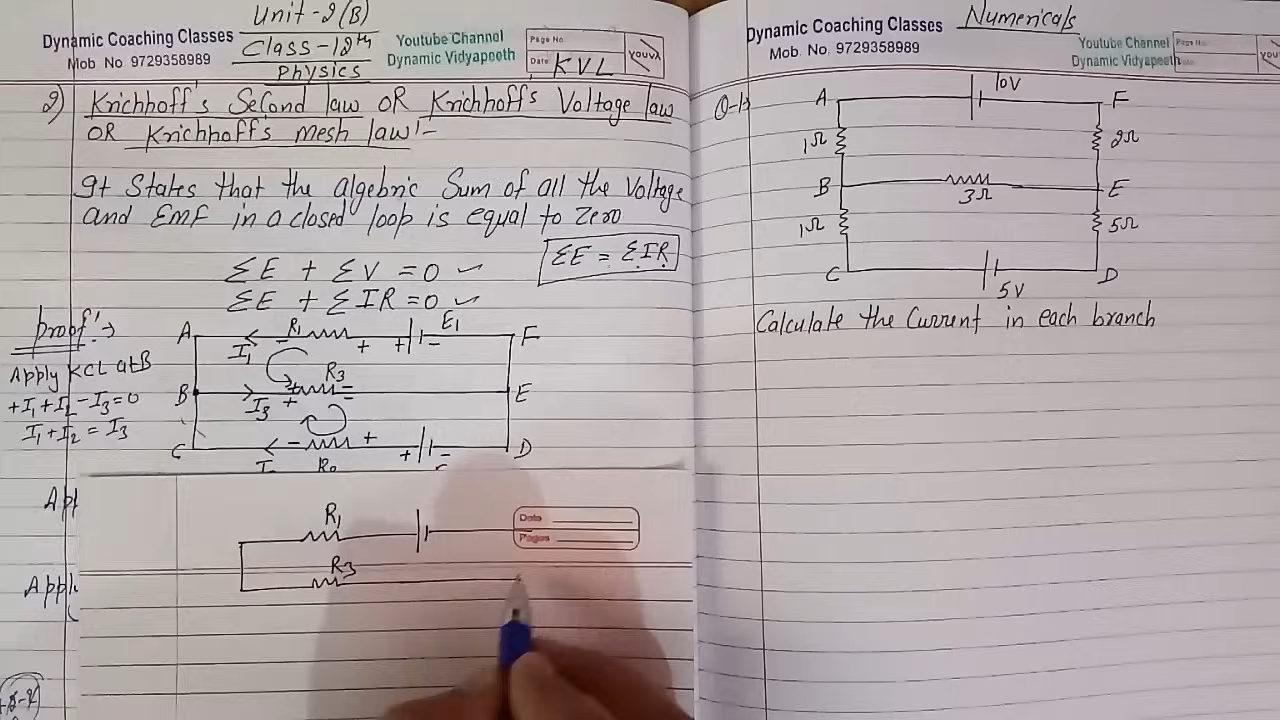 Unit-2(B)
Dynamic Coaching Classes
Mob No 9729358989
Class-12th
Physics
Youtube Channel
Dynamic Vidyapeeth
Page No
Date
KVL
YOUVA
2) Krichhoff's Second law OR Krichhoff's Voltage law
OR Krichhoff's mesh law:-
It States that the algebric Sum of all the Voltage
and EMF in a closed loop is equal to zero
ΣE + ΣV = 0 ✓
ΣE = ΣIR
ΣE + ΣIR = 0 ✓
Proof:→
Apply KCL at B
+I1+I2-I3=0
I1+I2 = I3
A I1 R1 + + E1 - F
B I3 + R3 = E
C - + + - D
App
Apply
R1
R3
Date
Pages
Dynamic Coaching Classes
Mob No. 9729358989
Numericals
Youtube Channel
Dynamic Vidyapeeth
Page No
Q-1)
A 10V F
1Ω 2Ω
B 3Ω E
1Ω 5Ω
C 5V D
Calculate the Current in each branch